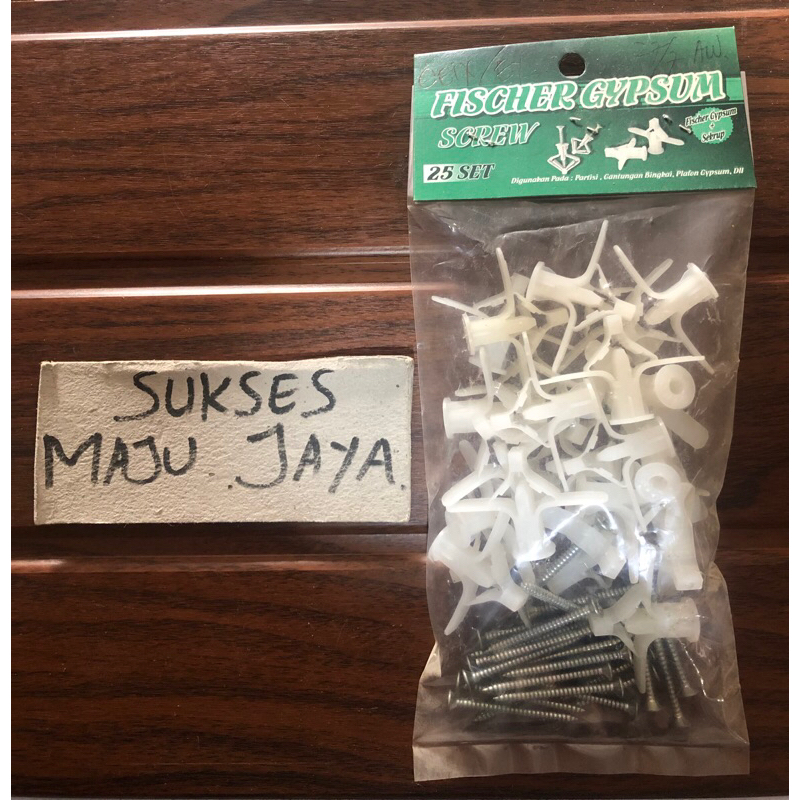 FISCHER GYPSUM
SCREW
Fischer Gypsum
+
Sekrup
25 SET
Digunakan Pada : Partisi , Gantungan Bingkai, Plafon Gypsum, Dll
SUKSES
MAJU JAYA.